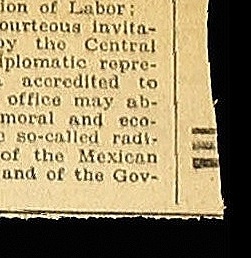 ion of Labor;
ourteous invita-
by the Central
iplomatic repre-
accredited to
office may ab-
moral and eco-
so-called radi-
of the Mexican
and of the Gov-